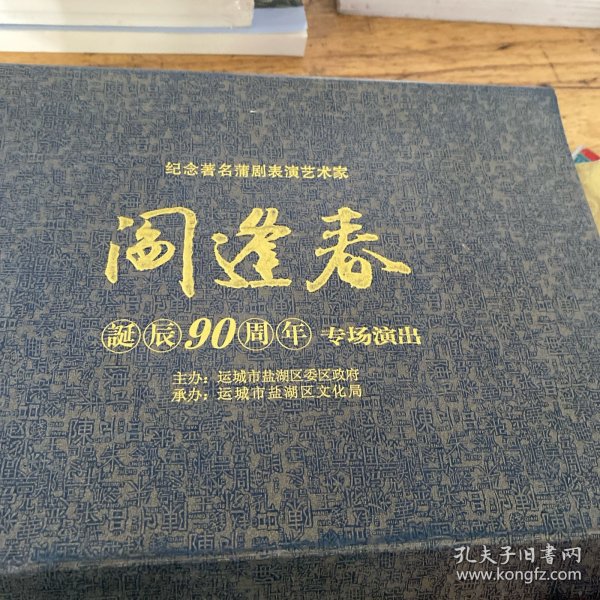 纪念著名蒲剧表演艺术家
阎逢春
誕辰90周年 专场演出
主办：运城市盐湖区委区政府
承办：运城市盐湖区文化局
孔夫子旧书网
www.kongfz.com